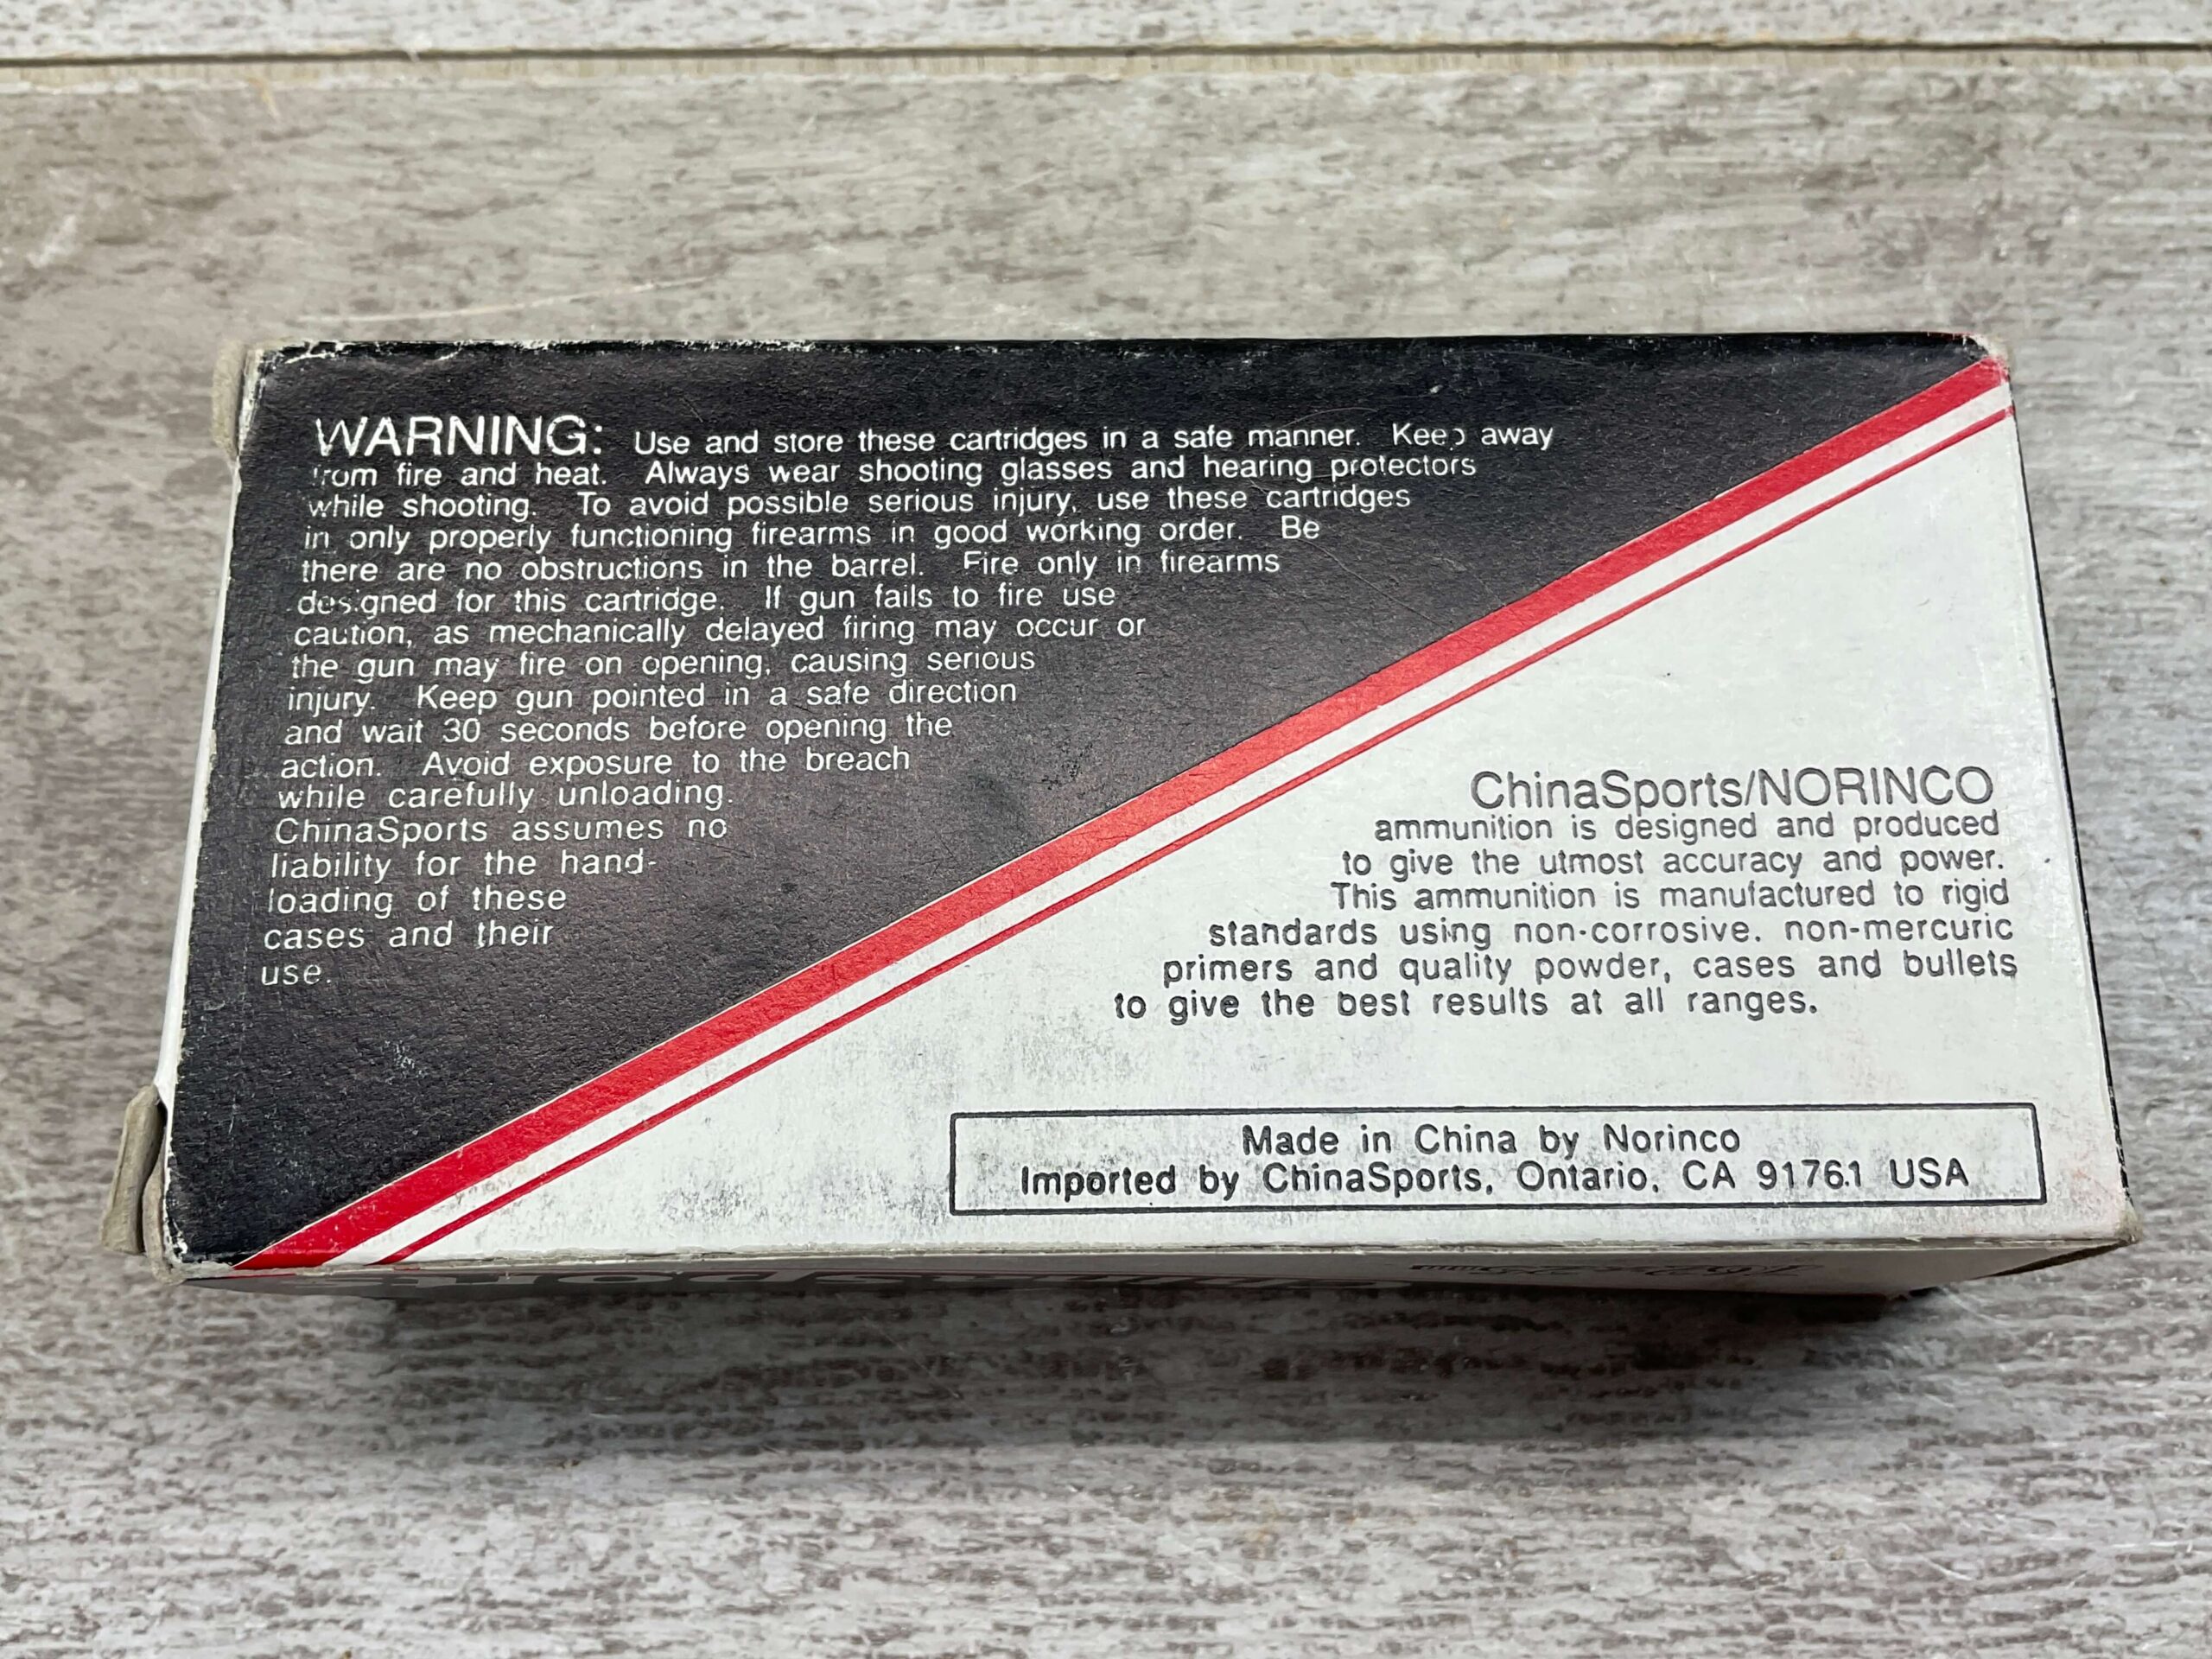 WARNING: Use and store these cartridges in a safe manner. Keep away
from fire and heat. Always wear shooting glasses and hearing protectors
while shooting. To avoid possible serious injury, use these cartridges
in only properly functioning firearms in good working order. Be
there are no obstructions in the barrel. Fire only in firearms
designed for this cartridge. If gun fails to fire use
caution, as mechanically delayed firing may occur or
the gun may fire on opening, causing serious
injury. Keep gun pointed in a safe direction
and wait 30 seconds before opening the
action. Avoid exposure to the breach
while carefully unloading.
ChinaSports assumes no
liability for the hand-
loading of these
cases and their
use.
ChinaSports/NORINCO
ammunition is designed and produced
to give the utmost accuracy and power.
This ammunition is manufactured to rigid
standards using non-corrosive. non-mercuric
primers and quality powder, cases and bullets
to give the best results at all ranges.
Made in China by Norinco
Imported by ChinaSports, Ontario, CA 91761 USA